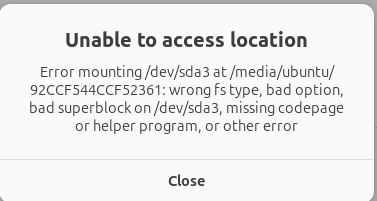 Unable to access location
Error mounting /dev/sda3 at /media/ubuntu/
92CCF544CCF52361: wrong fs type, bad option,
bad superblock on /dev/sda3, missing codepage
or helper program, or other error
Close